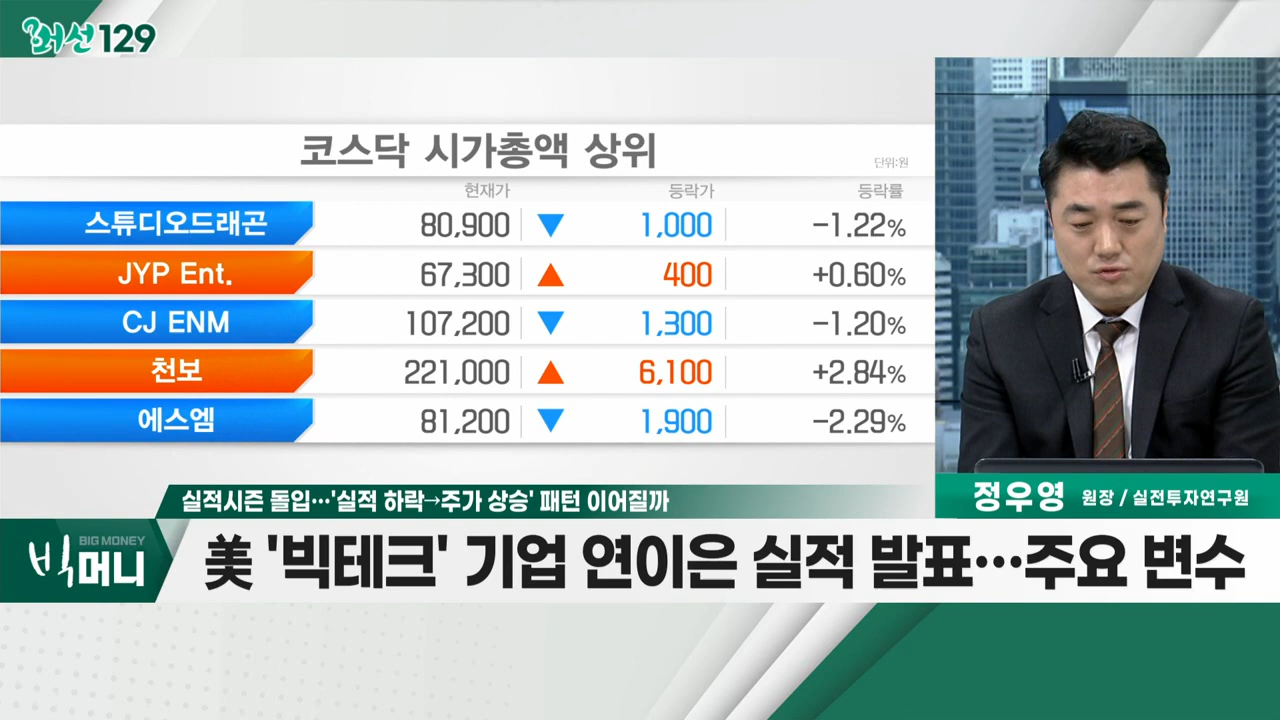 최선129
코스닥 시가총액 상위
단위:원
현재가 등락가 등락률
스튜디오드래곤 80,900 ▼ 1,000 -1.22%
JYP Ent. 67,300 ▲ 400 +0.60%
CJ ENM 107,200 ▼ 1,300 -1.20%
천보 221,000 ▲ 6,100 +2.84%
에스엠 81,200 ▼ 1,900 -2.29%
정우영 원장 / 실전투자연구원
실적시즌 돌입…'실적 하락→주가 상승' 패턴 이어질까
BIG MONEY
빅머니
美 '빅테크' 기업 연이은 실적 발표…주요 변수